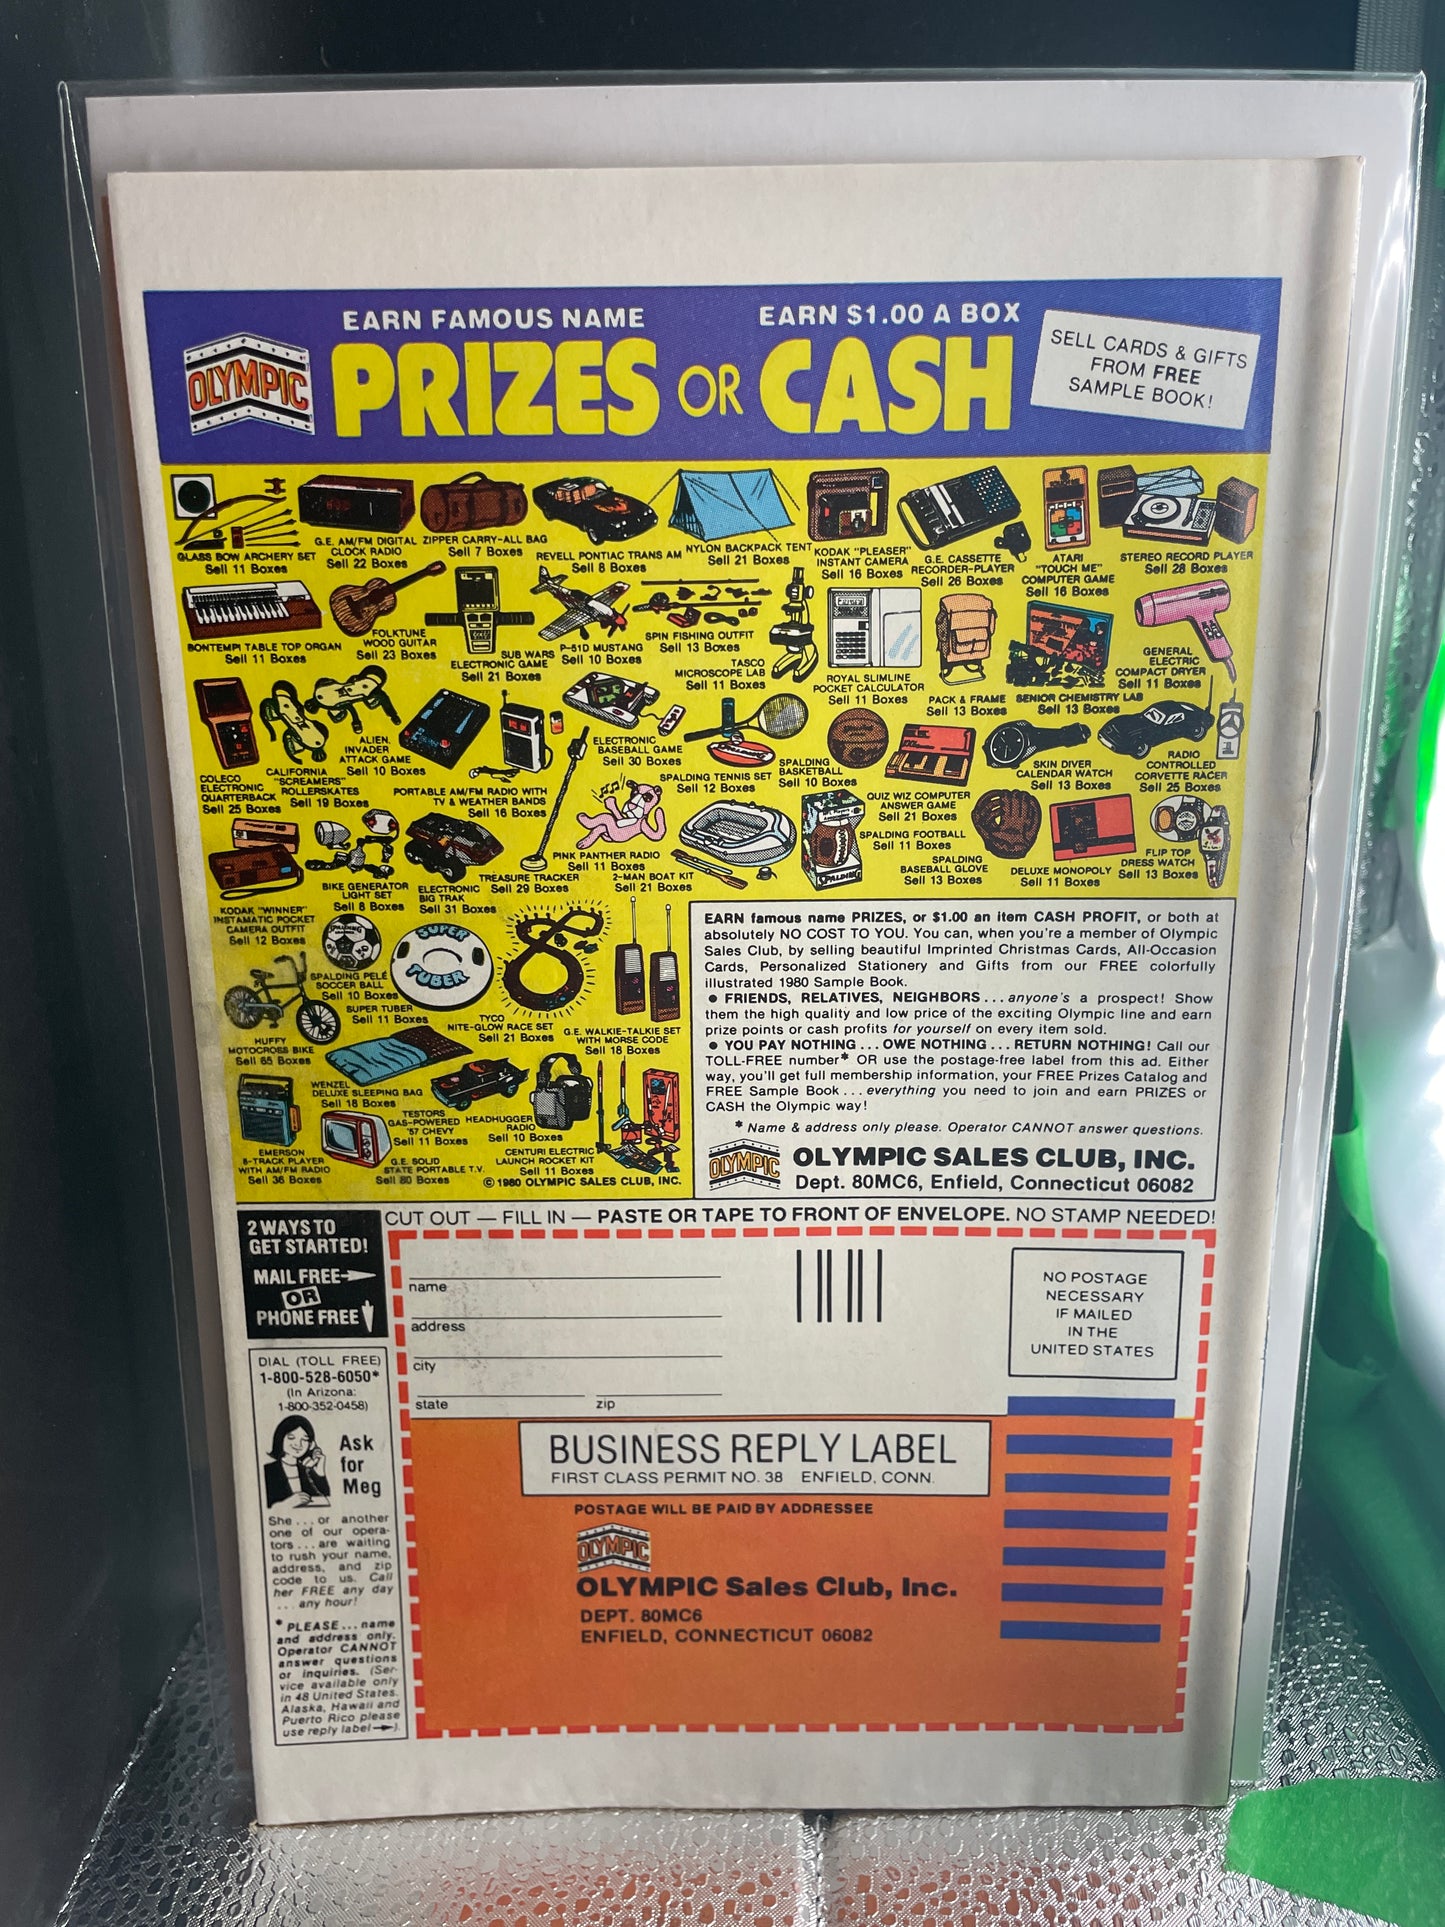 EARN FAMOUS NAME
EARN $1.00 A BOX
OLYMPIC
PRIZES OR CASH
SELL CARDS & GIFTS
FROM FREE
SAMPLE BOOK!
GLASS BOW ARCHERY SET
Sell 11 Boxes
G.E. AM/FM DIGITAL
CLOCK RADIO
Sell 22 Boxes
ZIPPER CARRY-ALL BAG
Sell 7 Boxes
REVELL PONTIAC TRANS AM
Sell 8 Boxes
NYLON BACKPACK TENT
Sell 21 Boxes
KODAK "PLEASER"
INSTANT CAMERA
Sell 16 Boxes
G.E. CASSETTE
RECORDER-PLAYER
Sell 26 Boxes
ATARI
"TOUCH ME"
COMPUTER GAME
Sell 16 Boxes
STEREO RECORD PLAYER
Sell 28 Boxes
BONTEMPI TABLE TOP ORGAN
Sell 11 Boxes
FOLKTUNE
WOOD GUITAR
Sell 23 Boxes
SUB WARS
ELECTRONIC GAME
Sell 21 Boxes
P-51D MUSTANG
Sell 10 Boxes
SPIN FISHING OUTFIT
Sell 13 Boxes
TASCO
MICROSCOPE LAB
Sell 11 Boxes
ROYAL SLIMLINE
POCKET CALCULATOR
Sell 11 Boxes
PACK & FRAME
Sell 13 Boxes
SENIOR CHEMISTRY LAB
Sell 13 Boxes
GENERAL
ELECTRIC
COMPACT DRYER
Sell 11 Boxes
COLECO
ELECTRONIC
QUARTERBACK
Sell 25 Boxes
CALIFORNIA
"SCREAMERS"
ROLLERSKATES
Sell 19 Boxes
ALIEN
INVADER
ATTACK GAME
Sell 10 Boxes
PORTABLE AM/FM RADIO WITH
TV & WEATHER BANDS
Sell 16 Boxes
ELECTRONIC
BASEBALL GAME
Sell 30 Boxes
SPALDING TENNIS SET
Sell 12 Boxes
SPALDING
BASKETBALL
Sell 10 Boxes
QUIZ WIZ COMPUTER
ANSWER GAME
Sell 21 Boxes
SKIN DIVER
CALENDAR WATCH
Sell 13 Boxes
RADIO
CONTROLLED
CORVETTE RACER
Sell 25 Boxes
KODAK "WINNER"
INSTAMATIC POCKET
CAMERA OUTFIT
Sell 12 Boxes
BIKE GENERATOR
LIGHT SET
Sell 8 Boxes
ELECTRONIC
BIG TRAK
Sell 31 Boxes
TREASURE TRACKER
Sell 29 Boxes
PINK PANTHER RADIO
Sell 11 Boxes
2-MAN BOAT KIT
Sell 21 Boxes
SPALDING
SPALDING FOOTBALL
Sell 11 Boxes
SPALDING
BASEBALL GLOVE
Sell 13 Boxes
DELUXE MONOPOLY
Sell 11 Boxes
FLIP TOP
DRESS WATCH
Sell 13 Boxes
HUFFY
MOTOCROSS BIKE
Sell 65 Boxes
SPALDING
SPALDING PELÉ
SOCCER BALL
Sell 10 Boxes
SUPER
TUBER
SUPER TUBER
Sell 11 Boxes
TYCO
NITE-GLOW RACE SET
Sell 21 Boxes
G.E. WALKIE-TALKIE SET
WITH MORSE CODE
Sell 18 Boxes
EMERSON
8-TRACK PLAYER
WITH AM/FM RADIO
Sell 36 Boxes
WENZEL
DELUXE SLEEPING BAG
Sell 18 Boxes
G.E. SOLID
STATE PORTABLE T.V.
Sell 80 Boxes
TESTORS
GAS-POWERED
'57 CHEVY
Sell 11 Boxes
HEADHUGGER
RADIO
Sell 10 Boxes
CENTURI ELECTRIC
LAUNCH ROCKET KIT
Sell 11 Boxes
© 1980 OLYMPIC SALES CLUB, INC.
EARN famous name PRIZES, or $1.00 an item CASH PROFIT, or both at
absolutely NO COST TO YOU. You can, when you're a member of Olympic
Sales Club, by selling beautiful Imprinted Christmas Cards, All-Occasion
Cards, Personalized Stationery and Gifts from our FREE colorfully
illustrated 1980 Sample Book.
● FRIENDS, RELATIVES, NEIGHBORS . . . anyone's a prospect! Show
them the high quality and low price of the exciting Olympic line and earn
prize points or cash profits for yourself on every item sold.
● YOU PAY NOTHING . . . OWE NOTHING . . . RETURN NOTHING! Call our
TOLL-FREE number* OR use the postage-free label from this ad. Either
way, you'll get full membership information, your FREE Prizes Catalog and
FREE Sample Book . . . everything you need to join and earn PRIZES or
CASH the Olympic way!
* Name & address only please. Operator CANNOT answer questions.
OLYMPIC
OLYMPIC SALES CLUB, INC.
Dept. 80MC6, Enfield, Connecticut 06082
2 WAYS TO
GET STARTED!
MAIL FREE
OR
PHONE FREE
CUT OUT — FILL IN — PASTE OR TAPE TO FRONT OF ENVELOPE. NO STAMP NEEDED!
name
address
city
state zip
NO POSTAGE
NECESSARY
IF MAILED
IN THE
UNITED STATES
DIAL (TOLL FREE)
1-800-528-6050*
(In Arizona:
1-800-352-0458)
Ask
for
Meg
She . . . or another
one of our opera-
tors . . . are waiting
to rush your name,
address, and zip
code to us. Call
her FREE any day
. . . any hour!
* PLEASE . . . name
and address only.
Operator CANNOT
answer questions
or inquiries. (Ser-
vice available only
in 48 United States.
Alaska, Hawaii and
Puerto Rico please
use reply label ).
BUSINESS REPLY LABEL
FIRST CLASS PERMIT NO. 38 ENFIELD, CONN.
POSTAGE WILL BE PAID BY ADDRESSEE
OLYMPIC
OLYMPIC Sales Club, Inc.
DEPT. 80MC6
ENFIELD, CONNECTICUT 06082